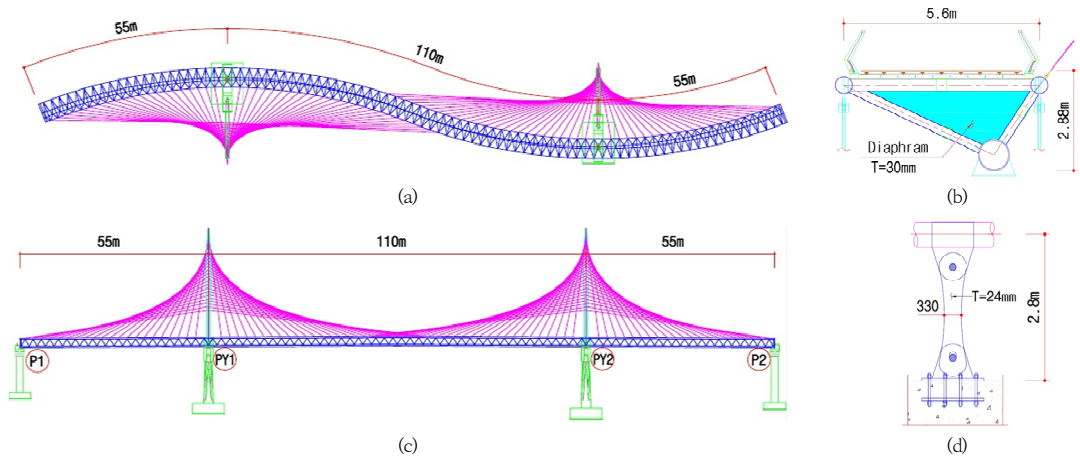 55m
110m
55m
(a)
5.6m
2.88m
Diaphram
T=30mm
(b)
55m
110m
55m
P1
PY1
PY2
P2
(c)
330
T=24mm
2.8m
(d)